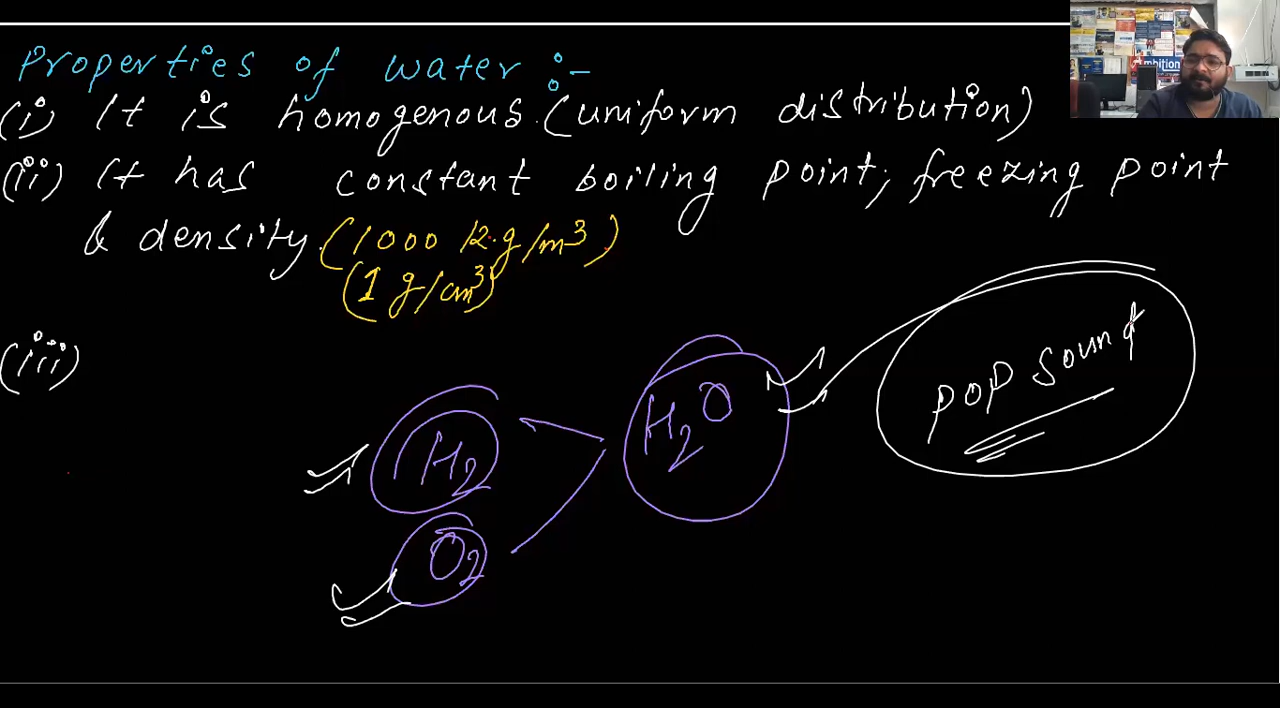 Properties of water :-
(i) It is homogenous. (uniform distribution)
(ii) It has constant boiling point, freezing point
& density. (1000 k.g/m³)
(1 g/cm³)
(iii)
H₂O
pop sound
H₂
O₂
Ambition